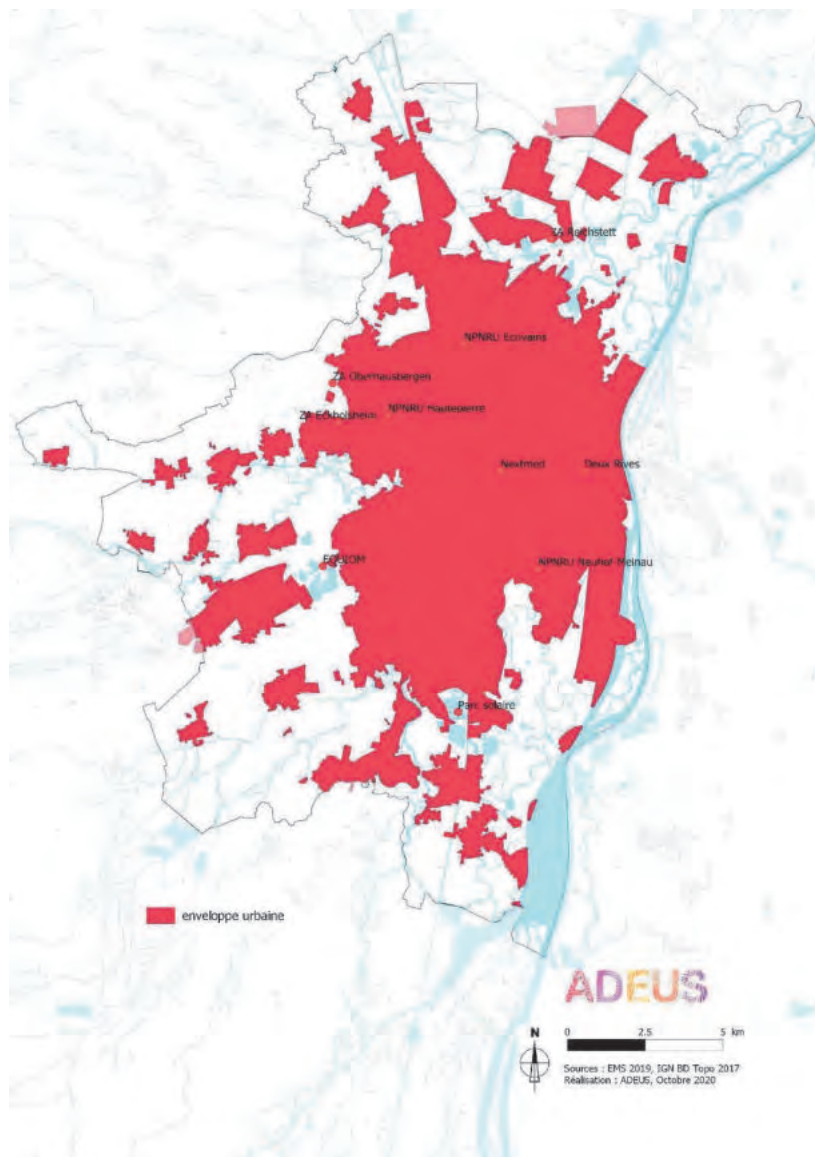 ZA Reichstett
NPNRU Ecrivains
ZA Oberhausbergen
NPNRU Hautepierre
ZA Eckbolsheim
Nextmed
Deux Rives
EQUIOM
NPNRU Neuhof-Meinau
Parc solaire
enveloppe urbaine
ADEUS
N
0 2.5 5 km
Sources : EMS 2019, IGN BD Topo 2017
Réalisation : ADEUS, Octobre 2020